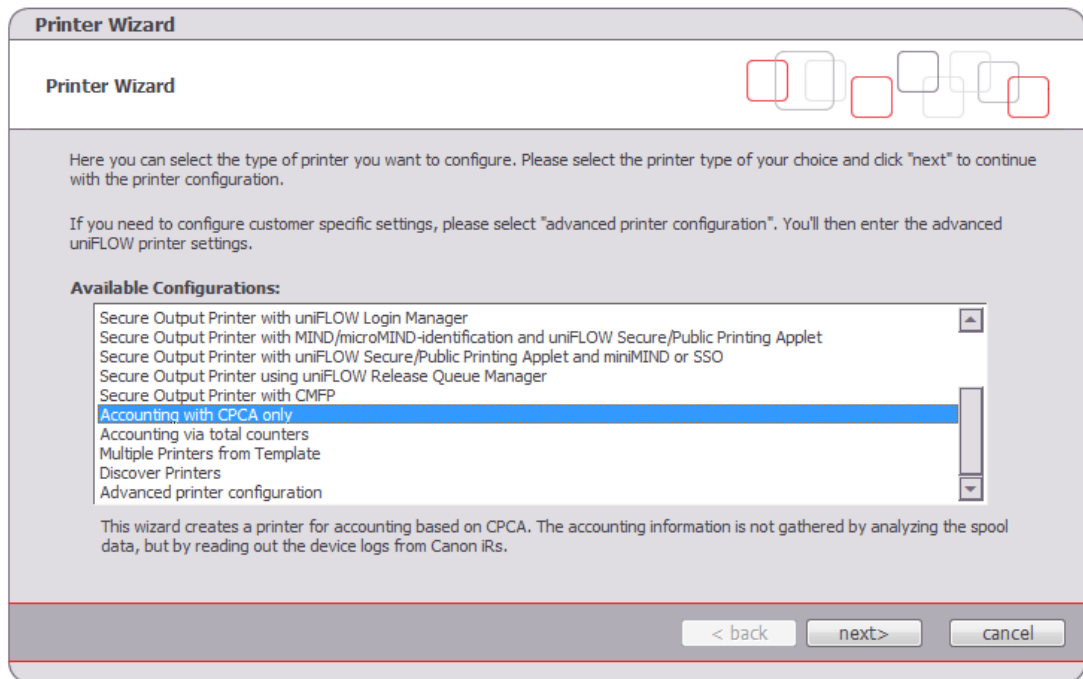 Printer Wizard
Printer Wizard
Here you can select the type of printer you want to configure. Please select the printer type of your choice and click "next" to continue
with the printer configuration.
If you need to configure customer specific settings, please select "advanced printer configuration". You'll then enter the advanced
uniFLOW printer settings.
Available Configurations:
Secure Output Printer with uniFLOW Login Manager
Secure Output Printer with MIND/microMIND-identification and uniFLOW Secure/Public Printing Applet
Secure Output Printer with uniFLOW Secure/Public Printing Applet and miniMIND or SSO
Secure Output Printer using uniFLOW Release Queue Manager
Secure Output Printer with CMFP
Accounting with CPCA only
Accounting via total counters
Multiple Printers from Template
Discover Printers
Advanced printer configuration
This wizard creates a printer for accounting based on CPCA. The accounting information is not gathered by analyzing the spool
data, but by reading out the device logs from Canon iRs.
< back next> cancel